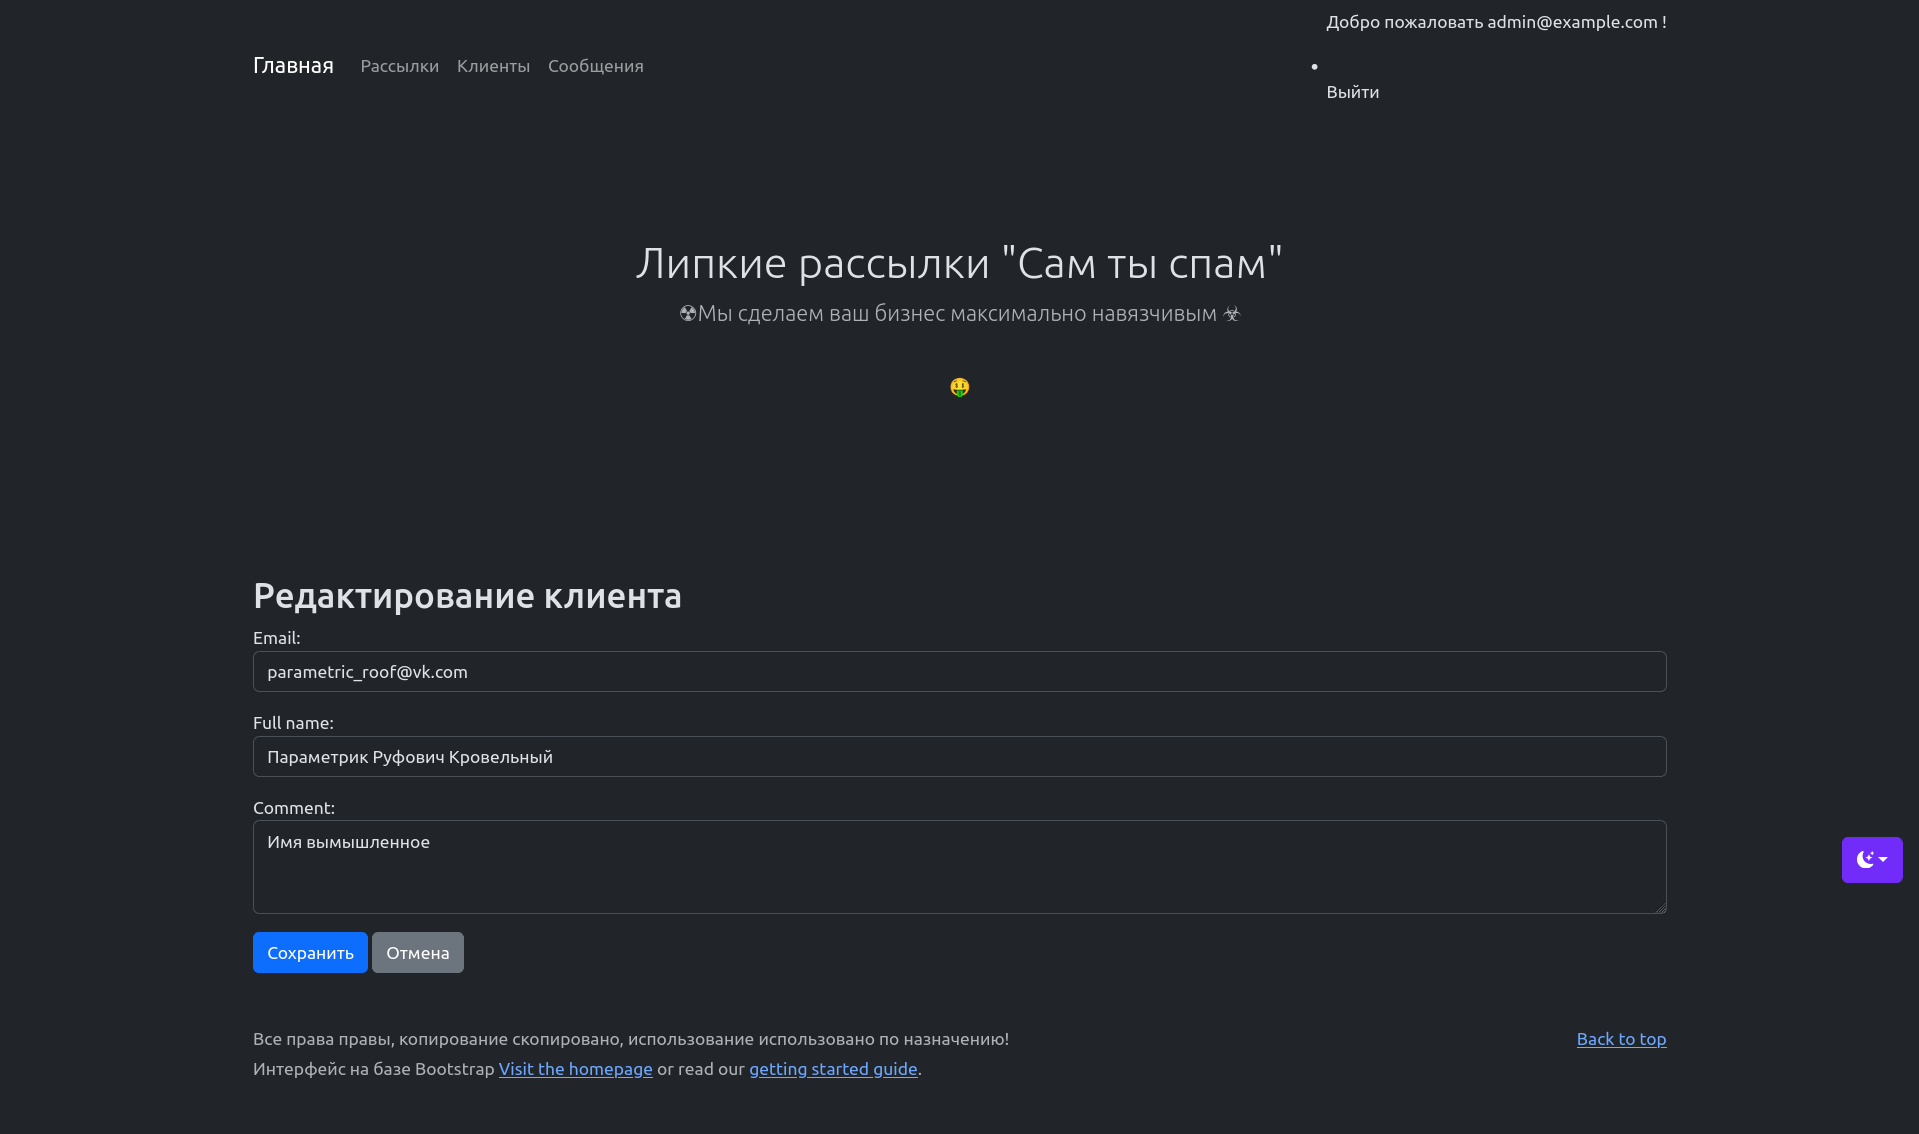 Добро пожаловать admin@example.com !
Главная Рассылки Клиенты Сообщения
Выйти
Липкие рассылки "Сам ты спам"
☢Мы сделаем ваш бизнес максимально навязчивым ☣
🤑
Редактирование клиента
Email:
parametric_roof@vk.com
Full name:
Параметрик Руфович Кровельный
Comment:
Имя вымышленное
Сохранить Отмена
Все права правы, копирование скопировано, использование использовано по назначению! Back to top
Интерфейс на базе Bootstrap Visit the homepage or read our getting started guide.